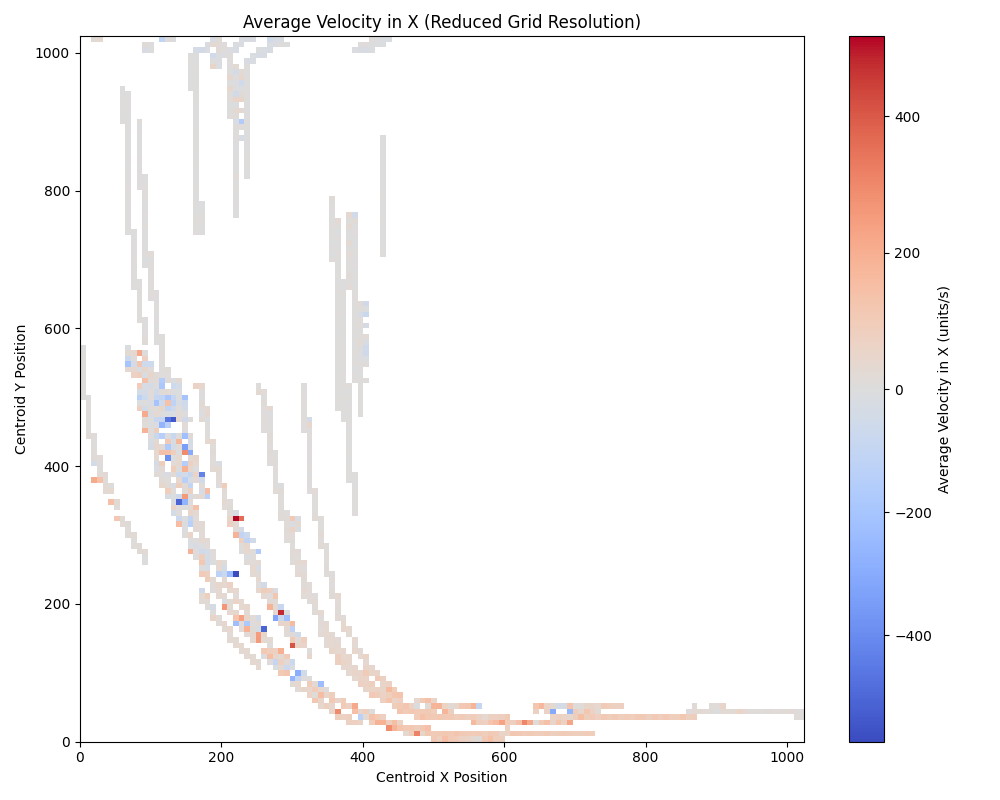 Average Velocity in X (Reduced Grid Resolution)
1000
800
600
400
200
0
Centroid Y Position
0 200 400 600 800 1000
Centroid X Position
400
200
0
−200
−400
Average Velocity in X (units/s)